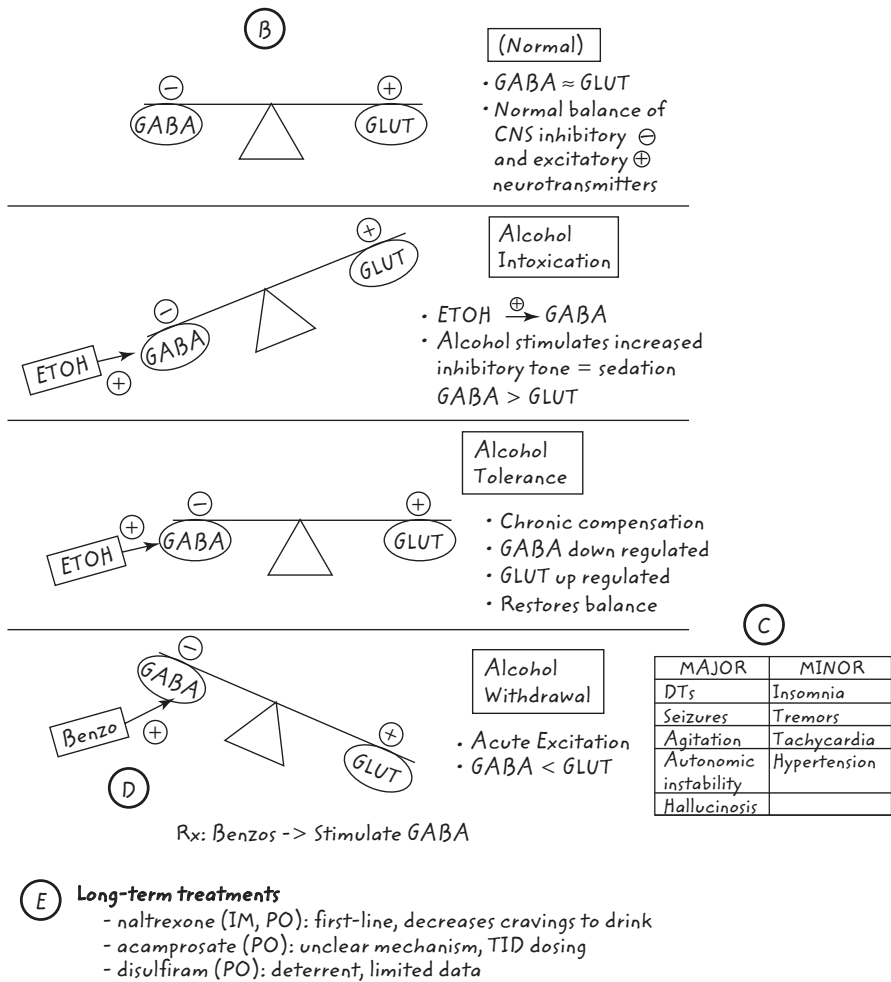 B
(Normal)
⊖
⊕
GABA
GLUT
• GABA ≈ GLUT
• Normal balance of
CNS inhibitory ⊖
and excitatory ⊕
neurotransmitters
Alcohol
Intoxication
⊕
GLUT
⊖
GABA
ETOH
⊕
• ETOH ⊕→ GABA
• Alcohol stimulates increased
inhibitory tone = sedation
GABA > GLUT
Alcohol
Tolerance
⊖
⊕
⊕
ETOH
GABA
GLUT
• Chronic compensation
• GABA down regulated
• GLUT up regulated
• Restores balance
⊖
GABA
Benzo
⊕
⊕
GLUT
Alcohol
Withdrawal
• Acute Excitation
• GABA < GLUT
C
MAJOR MINOR
DTs Insomnia
Seizures Tremors
Agitation Tachycardia
Autonomic Hypertension
instability
Hallucinosis
D
Rx: Benzos -> Stimulate GABA
E
Long-term treatments
- naltrexone (IM, PO): first-line, decreases cravings to drink
- acamprosate (PO): unclear mechanism, TID dosing
- disulfiram (PO): deterrent, limited data